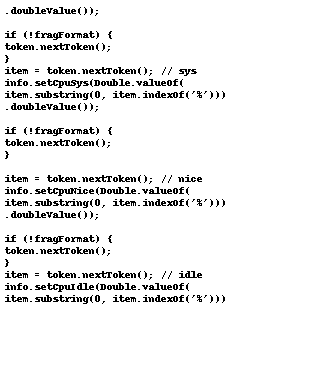 .doubleValue());
if (!fragFormat) {
token.nextToken();
}
item = token.nextToken(); // sys
info.setCpuSys(Double.valueOf(
item.substring(0, item.indexOf('%')))
.doubleValue());
if (!fragFormat) {
token.nextToken();
}
item = token.nextToken(); // nice
info.setCpuNice(Double.valueOf(
item.substring(0, item.indexOf('%')))
.doubleValue());
if (!fragFormat) {
token.nextToken();
}
item = token.nextToken(); // idle
info.setCpuIdle(Double.valueOf(
item.substring(0, item.indexOf('%')))